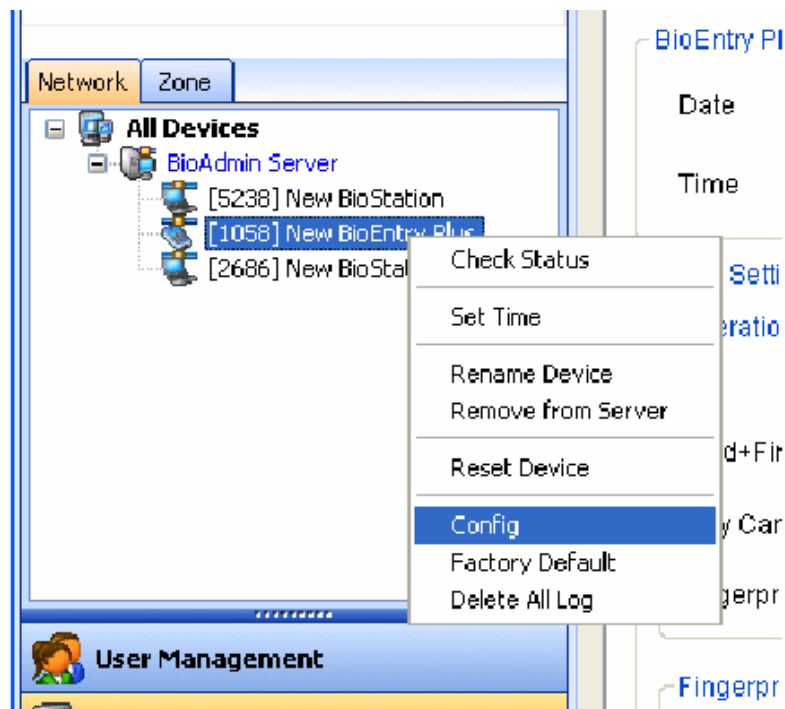 Network Zone
All Devices
BioAdmin Server
[5238] New BioStation
[1058] New BioEntry Plus
[2686] New BioStat
Check Status
Set Time
Rename Device
Remove from Server
Reset Device
Config
Factory Default
Delete All Log
User Management
BioEntry Pl
Date
Time
Setti
eratio
d+Fin
y Car
gerpr
Fingerpr